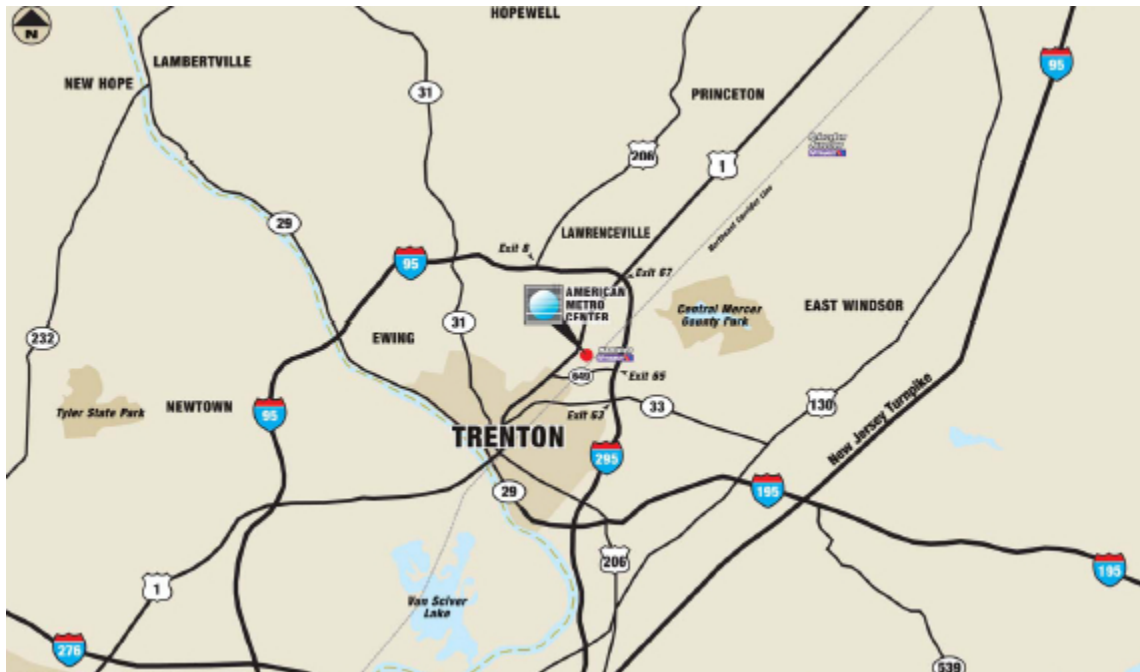 HOPEWELL
N
LAMBERTVILLE
NEW HOPE
95
31
PRINCETON
206
1
29
Northeast Corridor Line
LAWRENCEVILLE
Exit 8
95
Exit 67
AMERICAN
METRO
CENTER
Central Mercer
County Park
EAST WINDSOR
31
EWING
232
649
Exit 65
Tyler State Park
NEWTOWN
95
Exit 63
33
130
New Jersey Turnpike
TRENTON
295
29
195
206
195
1
Van Sciver
Lake
276
539